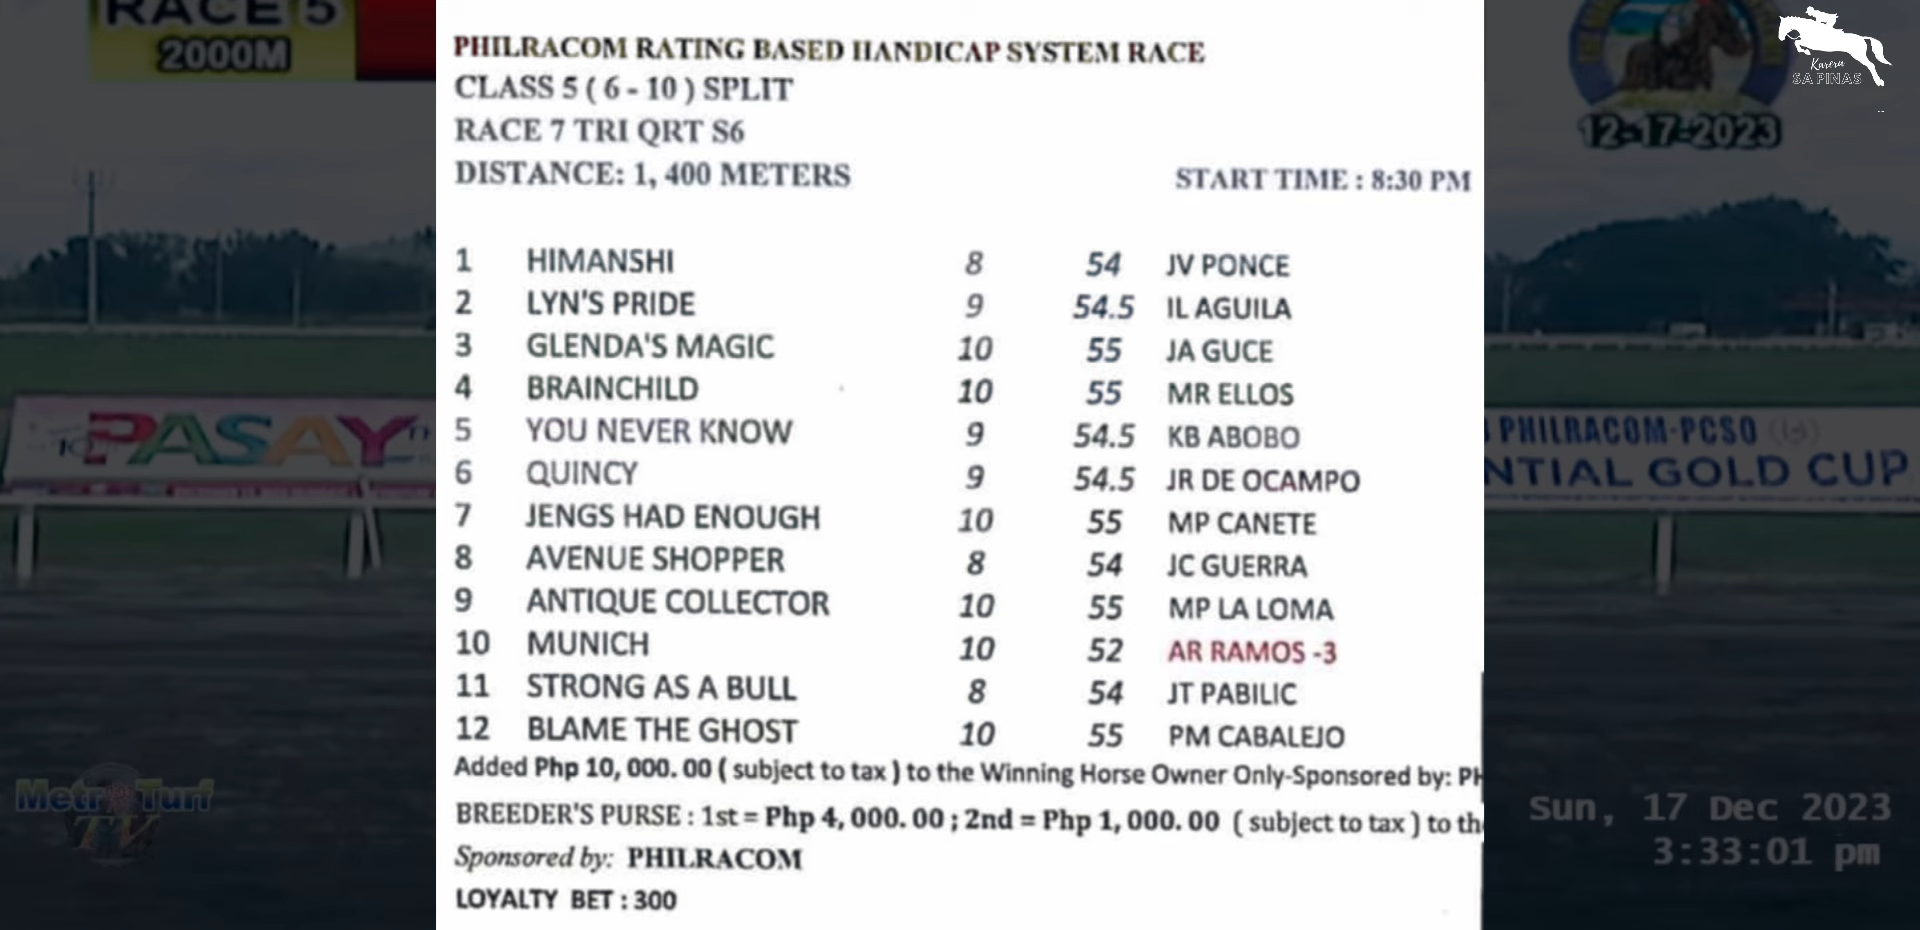 RACE 5
2000M
PHILRACOM RATING BASED HANDICAP SYSTEM RACE
CLASS 5 ( 6 - 10 ) SPLIT
RACE 7 TRI QRT S6
DISTANCE: 1, 400 METERS START TIME : 8:30 PM
1 HIMANSHI 8 54 JV PONCE
2 LYN'S PRIDE 9 54.5 IL AGUILA
3 GLENDA'S MAGIC 10 55 JA GUCE
4 BRAINCHILD 10 55 MR ELLOS
5 YOU NEVER KNOW 9 54.5 KB ABOBO
6 QUINCY 9 54.5 JR DE OCAMPO
7 JENGS HAD ENOUGH 10 55 MP CANETE
8 AVENUE SHOPPER 8 54 JC GUERRA
9 ANTIQUE COLLECTOR 10 55 MP LA LOMA
10 MUNICH 10 52 AR RAMOS -3
11 STRONG AS A BULL 8 54 JT PABILIC
12 BLAME THE GHOST 10 55 PM CABALEJO
Added Php 10, 000. 00 ( subject to tax ) to the Winning Horse Owner Only-Sponsored by: PH
BREEDER'S PURSE : 1st = Php 4, 000. 00 ; 2nd = Php 1, 000. 00 ( subject to tax ) to th
Sponsored by: PHILRACOM
LOYALTY BET : 300
Karera
SA PINAS
12-17-2023
PASAY
PHILRACOM-PCSO
NTIAL GOLD CUP
Metro Turf
TV
Sun, 17 Dec 2023
3:33:01 pm